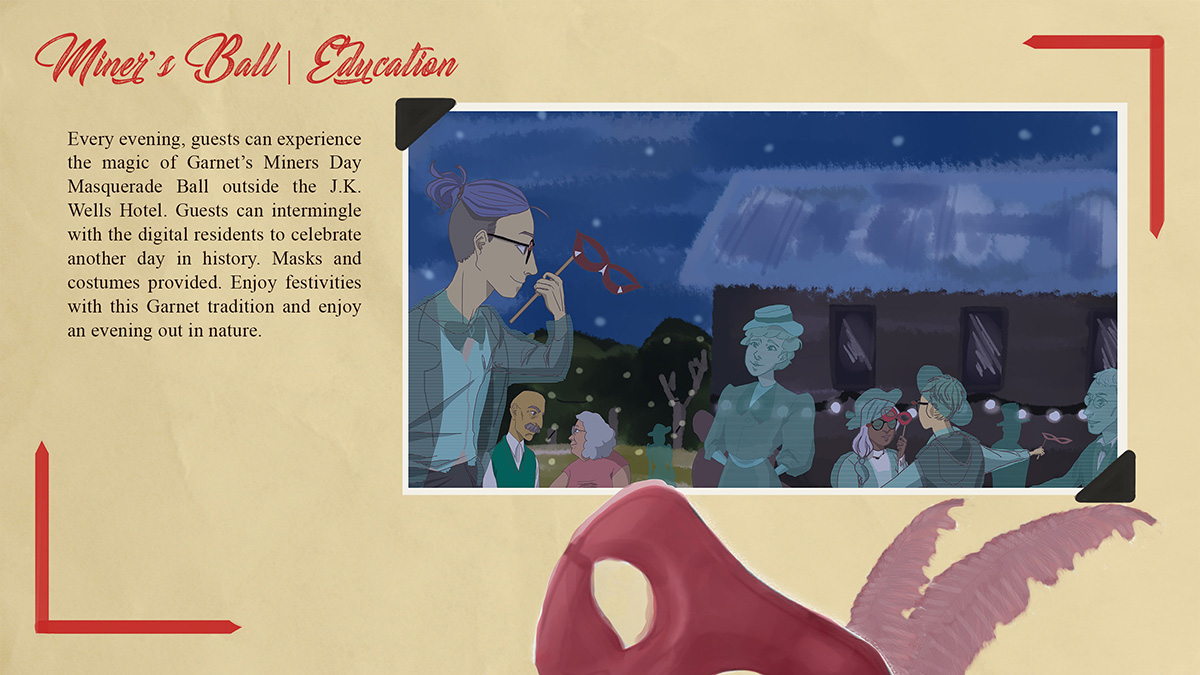 Miner's Ball | Education
Every evening, guests can experience
the magic of Garnet's Miners Day
Masquerade Ball outside the J.K.
Wells Hotel. Guests can intermingle
with the digital residents to celebrate
another day in history. Masks and
costumes provided. Enjoy festivities
with this Garnet tradition and enjoy
an evening out in nature.